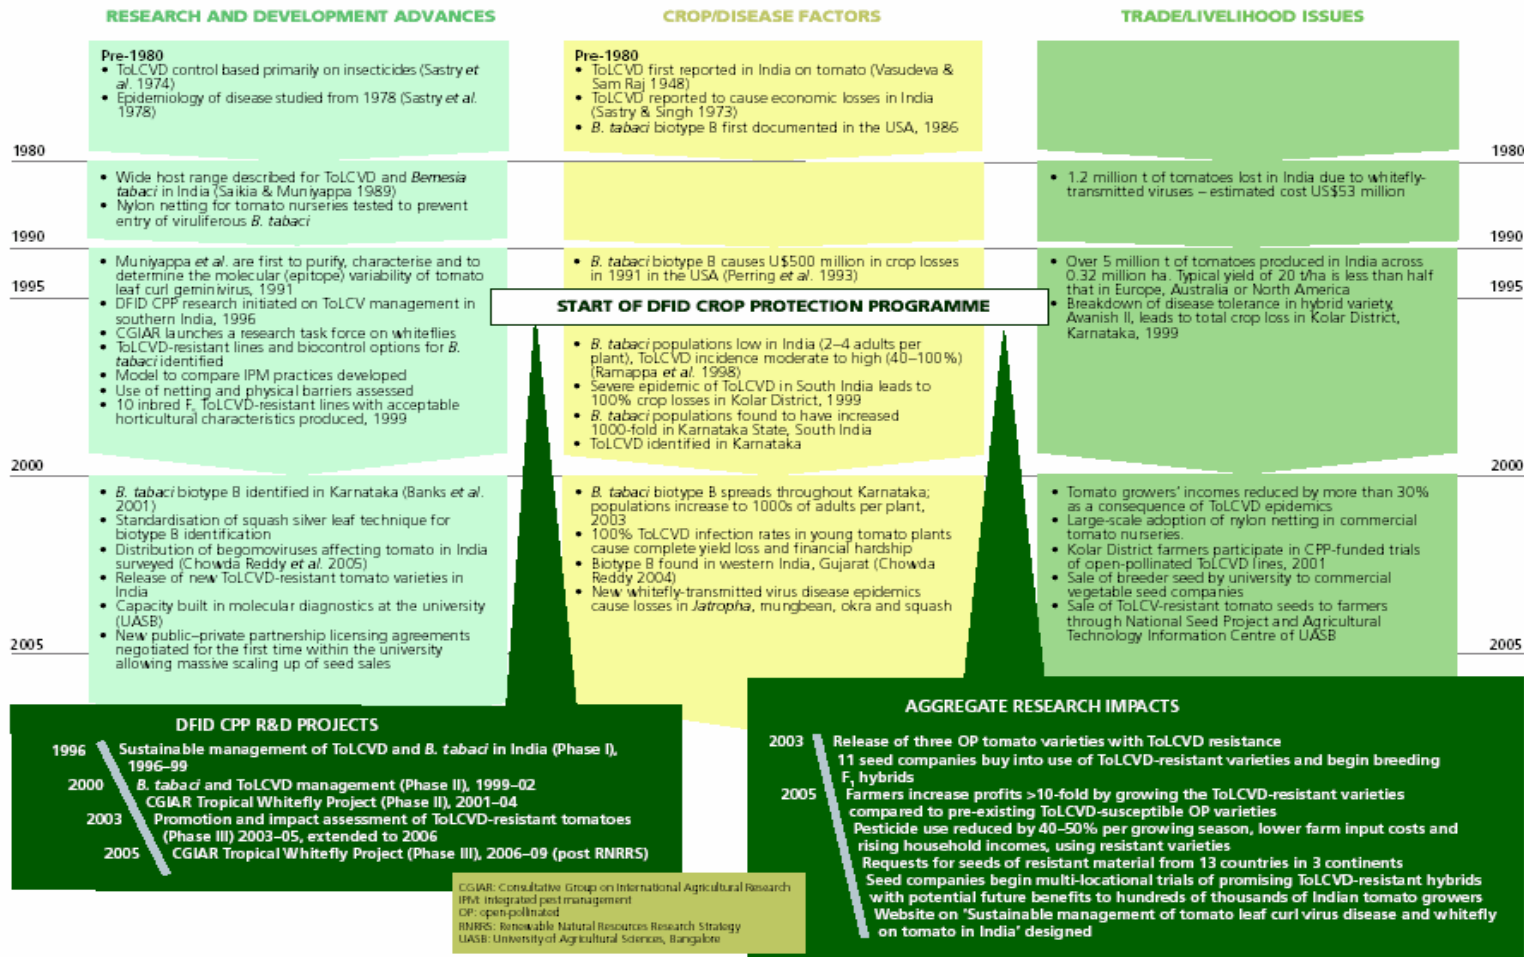 RESEARCH AND DEVELOPMENT ADVANCES
Pre-1980
• ToLCVD control based primarily on insecticides (Sastry et
al. 1974)
• Epidemiology of disease studied from 1978 (Sastry et al.
1978)
1980
• Wide host range described for ToLCVD and Bemesia
tabaci in India (Saikia & Muniyappa 1989)
• Nylon netting for tomato nurseries tested to prevent
entry of viruliferous B. tabaci
1990
• Muniyappa et al. are first to purify, characterise and to
determine the molecular (epitope) variability of tomato
leaf curl geminivirus, 1991
1995
• DFID CPP research initiated on ToLCV management in
southern India, 1996
• CGIAR launches a research task force on whiteflies
• ToLCVD-resistant lines and biocontrol options for B.
tabaci identified
• Model to compare IPM practices developed
• Use of netting and physical barriers assessed
• 10 inbred F ToLCVD-resistant lines with acceptable
horticultural characteristics produced, 1999
2000
• B. tabaci biotype B identified in Karnataka (Banks et al.
2001)
• Standardisation of squash silver leaf technique for
biotype B identification
• Distribution of begomoviruses affecting tomato in India
surveyed (Chowda Reddy et al. 2005)
• Release of new ToLCVD-resistant tomato varieties in
India
• Capacity built in molecular diagnostics at the university
(UASB)
• New public–private partnership licensing agreements
negotiated for the first time within the university
allowing massive scaling up of seed sales
2005
CROP/DISEASE FACTORS
Pre-1980
• ToLCVD first reported in India on tomato (Vasudeva &
Sam Raj 1948)
• ToLCVD reported to cause economic losses in India
(Sastry & Singh 1973)
• B. tabaci biotype B first documented in the USA, 1986
• B. tabaci biotype B causes U$500 million in crop losses
in 1991 in the USA (Perring et al. 1993)
START OF DFID CROP PROTECTION PROGRAMME
• B. tabaci populations low in India (2–4 adults per
plant), ToLCVD incidence moderate to high (40–100%)
(Ramappa et al. 1998)
• Severe epidemic of ToLCVD in South India leads to
100% crop losses in Kolar District, 1999
• B. tabaci populations found to have increased
1000-fold in Karnataka State, South India
• ToLCVD identified in Karnataka
• B. tabaci biotype B spreads throughout Karnataka;
populations increase to 1000s of adults per plant,
2003
• 100% ToLCVD infection rates in young tomato plants
cause complete yield loss and financial hardship
• Biotype B found in western India, Gujarat (Chowda
Reddy 2004)
• New whitefly-transmitted virus disease epidemics
cause losses in Jatropha, mungbean, okra and squash
TRADE/LIVELIHOOD ISSUES
1980
• 1.2 million t of tomatoes lost in India due to whitefly-
transmitted viruses – estimated cost US$53 million
1990
• Over 5 million t of tomatoes produced in India across
0.32 million ha. Typical yield of 20 t/ha is less than half
that in Europe, Australia or North America
1995
• Breakdown of disease tolerance in hybrid variety,
Avanish II, leads to total crop loss in Kolar District,
Karnataka, 1999
2000
• Tomato growers' incomes reduced by more than 30%
as a consequence of ToLCVD epidemics
• Large-scale adoption of nylon netting in commercial
tomato nurseries.
• Kolar District farmers participate in CPP-funded trials
of open-pollinated ToLCVD lines, 2001
• Sale of breeder seed by university to commercial
vegetable seed companies
• Sale of ToLCV-resistant tomato seeds to farmers
through National Seed Project and Agricultural
Technology Information Centre of UASB
2005
DFID CPP R&D PROJECTS
1996 Sustainable management of ToLCVD and B. tabaci in India (Phase I),
1996–99
2000 B. tabaci and ToLCVD management (Phase II), 1999–02
CGIAR Tropical Whitefly Project (Phase II), 2001–04
2003 Promotion and impact assessment of ToLCVD-resistant tomatoes
(Phase III) 2003–05, extended to 2006
2005 CGIAR Tropical Whitefly Project (Phase III), 2006–09 (post RNRRS)
AGGREGATE RESEARCH IMPACTS
2003 Release of three OP tomato varieties with ToLCVD resistance
11 seed companies buy into use of ToLCVD-resistant varieties and begin breeding
F₁ hybrids
2005 Farmers increase profits >10-fold by growing the ToLCVD-resistant varieties
compared to pre-existing ToLCVD-susceptible OP varieties
Pesticide use reduced by 40–50% per growing season, lower farm input costs and
rising household incomes, using resistant varieties
Requests for seeds of resistant material from 13 countries in 3 continents
Seed companies begin multi-locational trials of promising ToLCVD-resistant hybrids
with potential future benefits to hundreds of thousands of Indian tomato growers
Website on 'Sustainable management of tomato leaf curl virus disease and whitefly
on tomato in India' designed
CGIAR: Consultative Group on International Agricultural Research
IPM: integrated pest management
OP: open-pollinated
RNRRS: Renewable Natural Resources Research Strategy
UASB: University of Agricultural Sciences, Bangalore